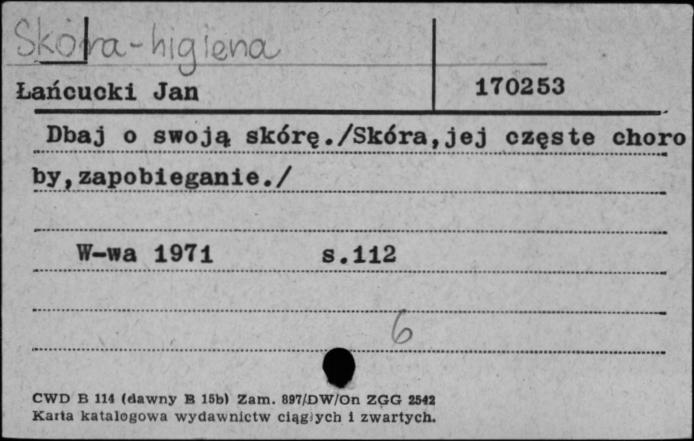 Skóra-higiena
Łańcucki Jan 170253
Dbaj o swoją skórę./Skóra,jej częste choro
by,zapobieganie./
W-wa 1971 s.112
6
CWD B 114 (dawny B 15b) Zam. 897/DW/On ZGG 2542
Karta katalogowa wydawnictw ciągłych i zwartych.